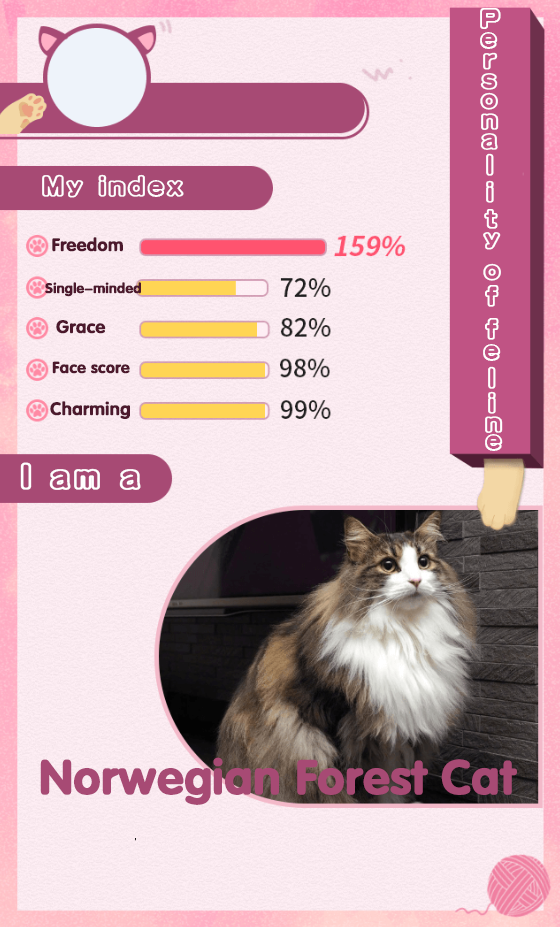 Personality of feline
My index
Freedom 159%
Single-minded 72%
Grace 82%
Face score 98%
Charming 99%
I am a
Norwegian Forest Cat